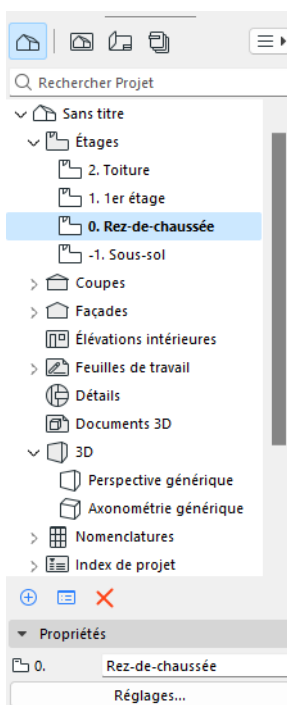 Rechercher Projet
Sans titre
Étages
2. Toiture
1. 1er étage
0. Rez-de-chaussée
-1. Sous-sol
Coupes
Façades
Élévations intérieures
Feuilles de travail
Détails
Documents 3D
3D
Perspective générique
Axonométrie générique
Nomenclatures
Index de projet
Propriétés
0. Rez-de-chaussée
Réglages...